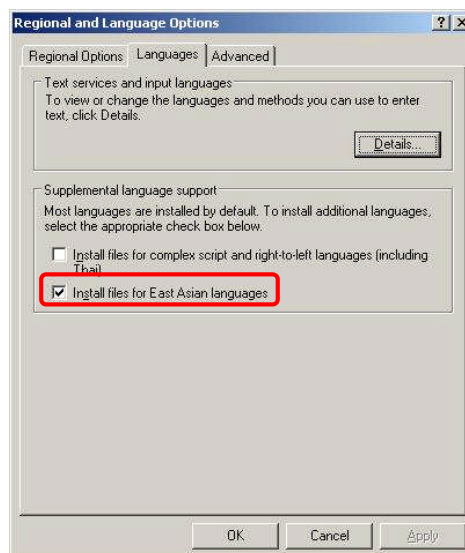 Regional and Language Options
Regional Options Languages Advanced
Text services and input languages
To view or change the languages and methods you can use to enter
text, click Details.
Details...
Supplemental language support
Most languages are installed by default. To install additional languages,
select the appropriate check box below.
Install files for complex script and right-to-left languages (including
Thai)
Install files for East Asian languages
OK Cancel Apply